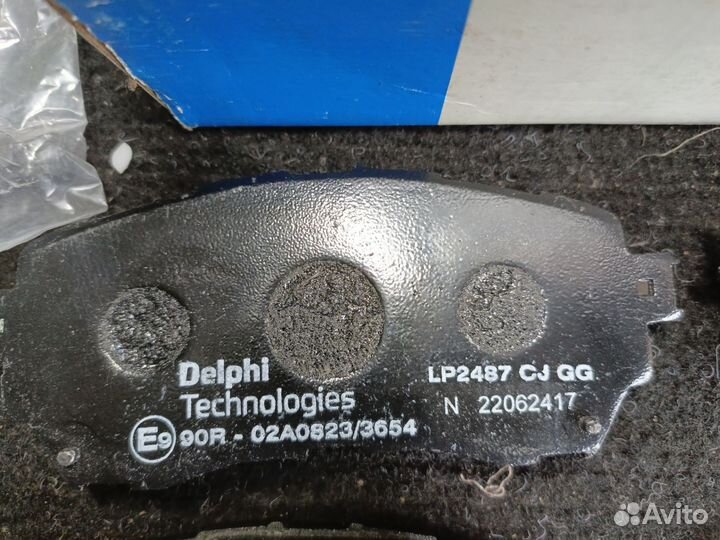 Delphi
Technologies
E9 90R - 02A0823/3654
LP2487 CJ GG
N 22062417
Avito